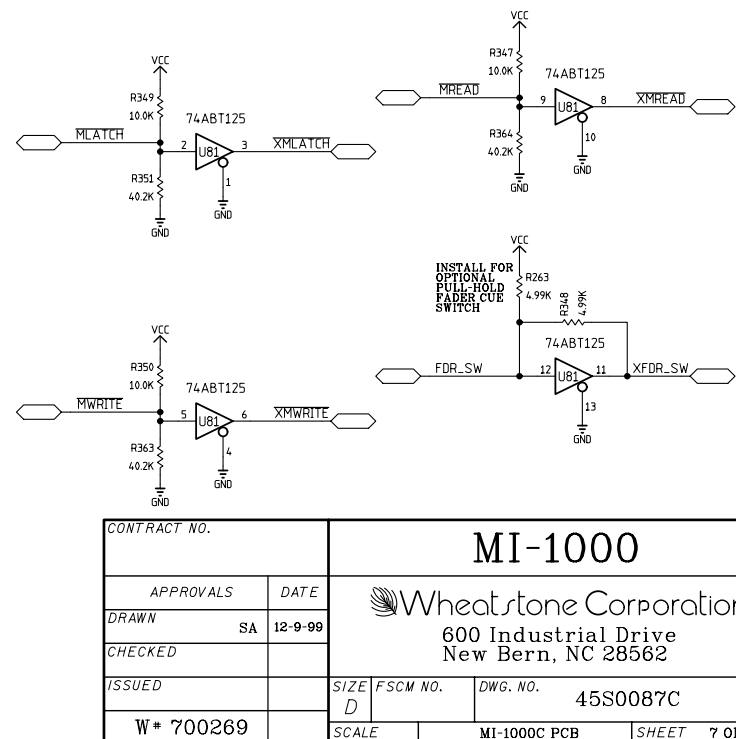 VCC
R349
10.0K
MLATCH
R351
40.2K
GND
74ABT125
2
U81
3
XMLATCH
1
GND
VCC
R347
10.0K
MREAD
R364
40.2K
GND
74ABT125
9
U81
8
XMREAD
10
GND
VCC
R350
10.0K
MWRITE
R363
40.2K
GND
74ABT125
5
U81
6
XMWRITE
4
GND
VCC
INSTALL FOR
OPTIONAL
PULL-HOLD
FADER CUE
SWITCH
R263
4.99K
R348
4.99K
74ABT125
FDR_SW
12
U81
11
XFDR_SW
13
GND
CONTRACT NO.
APPROVALS
DATE
DRAWN
SA
12-9-99
CHECKED
ISSUED
W# 700269
MI-1000
Wheatstone Corporation
600 Industrial Drive
New Bern, NC 28562
SIZE
D
FSCM NO.
DWG. NO.
45S0087C
SCALE
MI-1000C PCB
SHEET 7 O